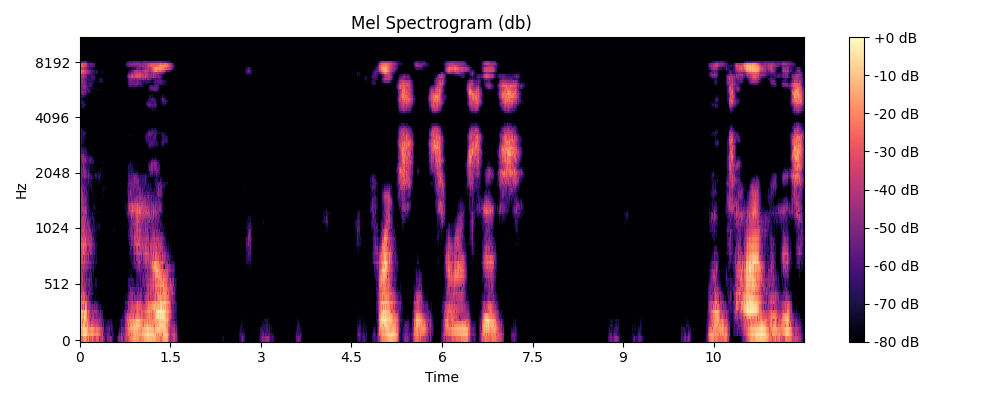 Mel Spectrogram (db)
8192
4096
2048
1024
512
0
Hz
0 1.5 3 4.5 6 7.5 9 10
Time
+0 dB
-10 dB
-20 dB
-30 dB
-40 dB
-50 dB
-60 dB
-70 dB
-80 dB